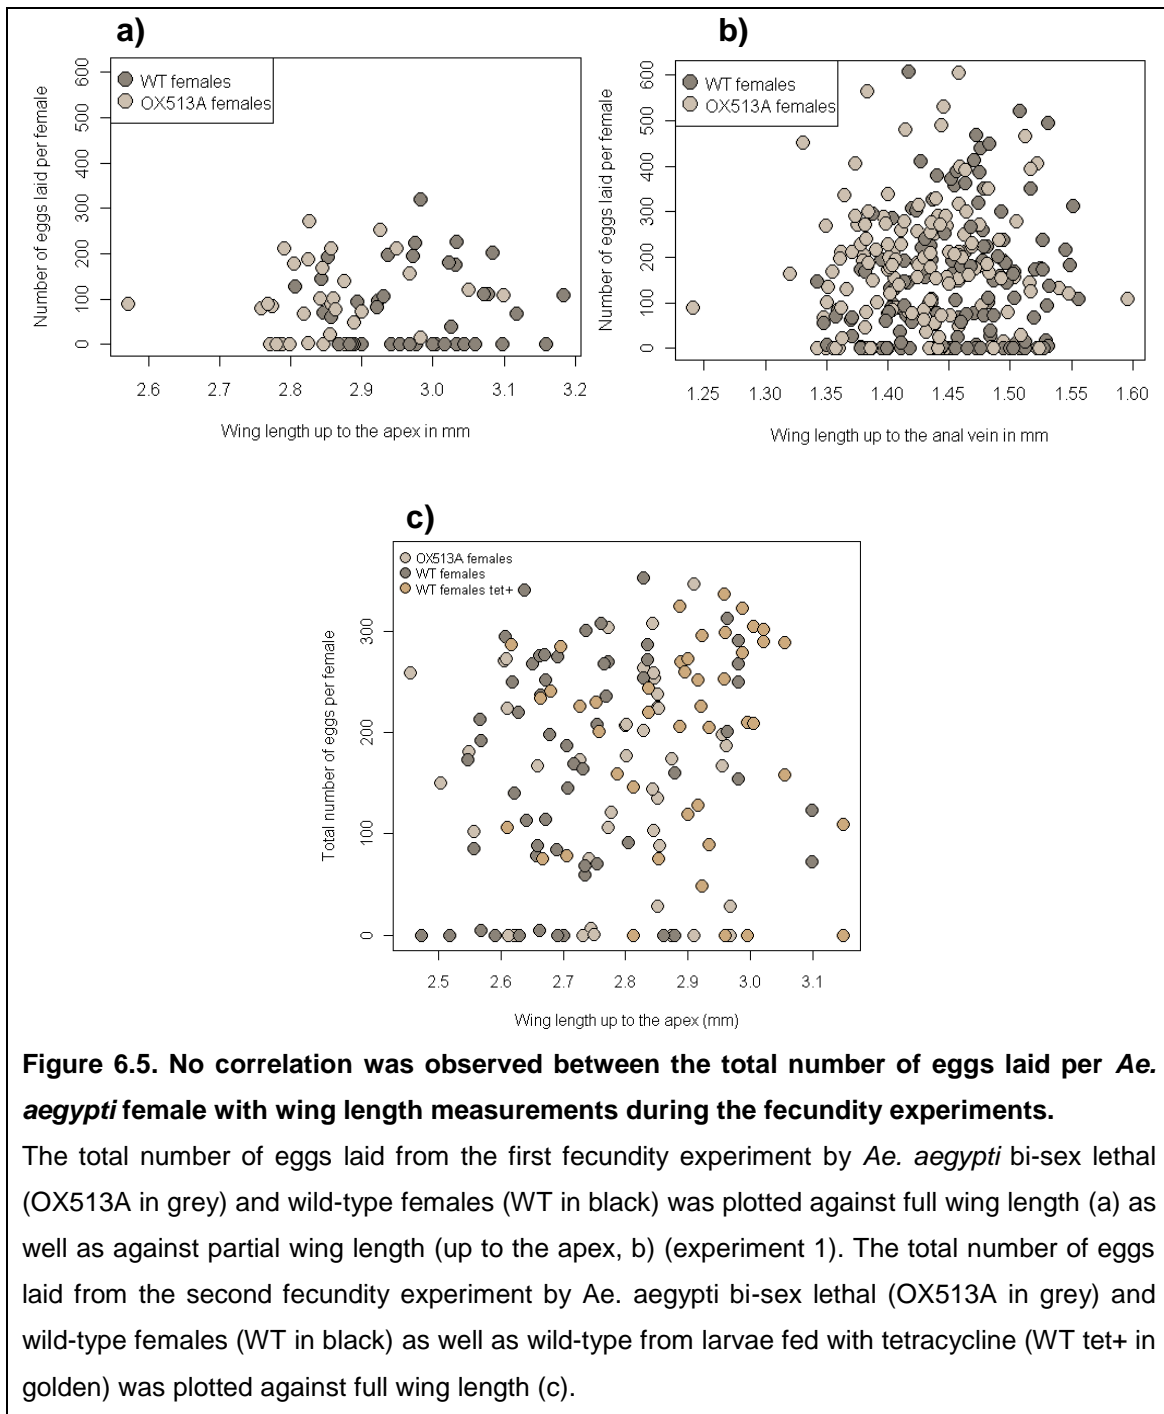 a)
WT females
OX513A females
600
500
400
300
200
100
0
Number of eggs laid per female
2.6 2.7 2.8 2.9 3.0 3.1 3.2
Wing length up to the apex in mm
b)
WT females
OX513A females
600
500
400
300
200
100
0
Number of eggs laid per female
1.25 1.30 1.35 1.40 1.45 1.50 1.55 1.60
Wing length up to the anal vein in mm
c)
OX513A females
WT females
WT females tet+
300
200
100
0
Total number of eggs per female
2.5 2.6 2.7 2.8 2.9 3.0 3.1
Wing length up to the apex (mm)
Figure 6.5. No correlation was observed between the total number of eggs laid per Ae.
aegypti female with wing length measurements during the fecundity experiments.
The total number of eggs laid from the first fecundity experiment by Ae. aegypti bi-sex lethal
(OX513A in grey) and wild-type females (WT in black) was plotted against full wing length (a) as
well as against partial wing length (up to the apex, b) (experiment 1). The total number of eggs
laid from the second fecundity experiment by Ae. aegypti bi-sex lethal (OX513A in grey) and
wild-type females (WT in black) as well as wild-type from larvae fed with tetracycline (WT tet+ in
golden) was plotted against full wing length (c).